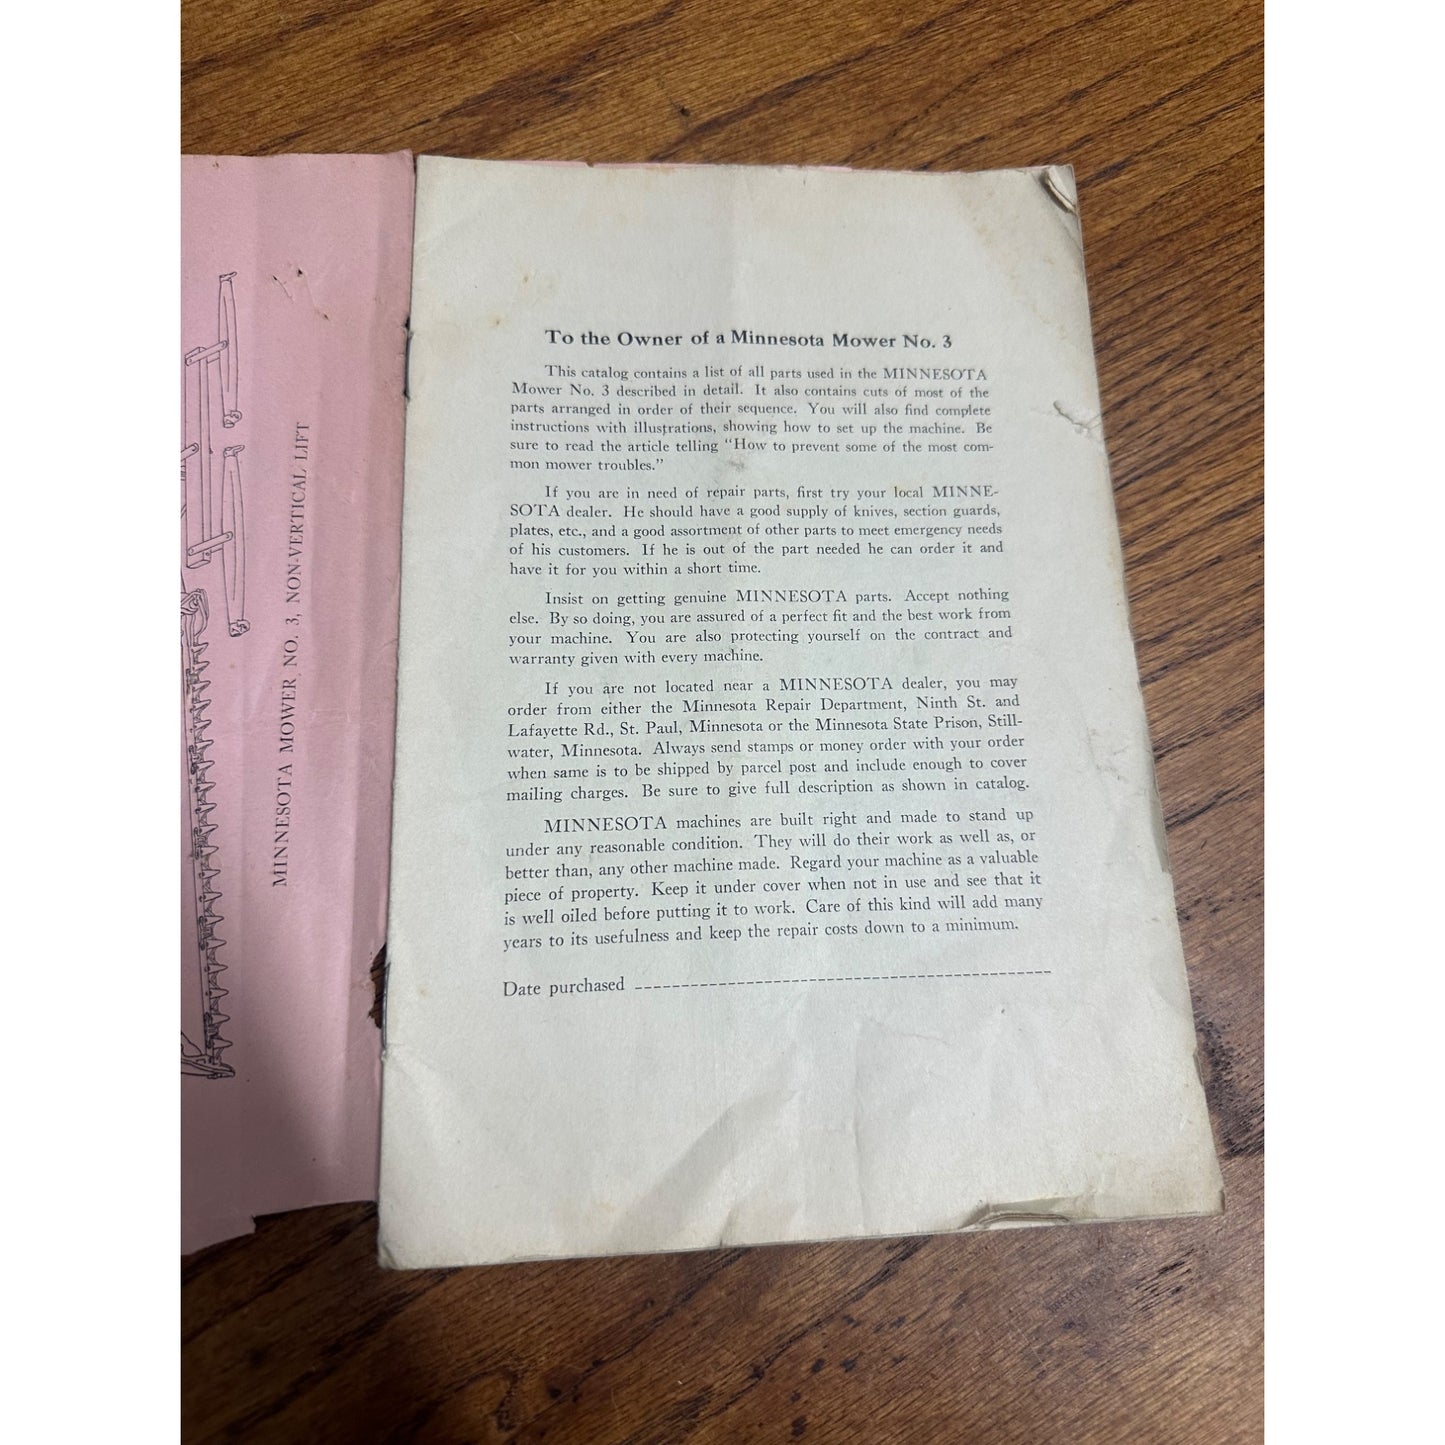 MINNESOTA MOWER NO. 3, NON-VERTICAL LIFT
To the Owner of a Minnesota Mower No. 3
This catalog contains a list of all parts used in the MINNESOTA
Mower No. 3 described in detail. It also contains cuts of most of the
parts arranged in order of their sequence. You will also find complete
instructions with illustrations, showing how to set up the machine. Be
sure to read the article telling "How to prevent some of the most com-
mon mower troubles."
If you are in need of repair parts, first try your local MINNE-
SOTA dealer. He should have a good supply of knives, section guards,
plates, etc., and a good assortment of other parts to meet emergency needs
of his customers. If he is out of the part needed he can order it and
have it for you within a short time.
Insist on getting genuine MINNESOTA parts. Accept nothing
else. By so doing, you are assured of a perfect fit and the best work from
your machine. You are also protecting yourself on the contract and
warranty given with every machine.
If you are not located near a MINNESOTA dealer, you may
order from either the Minnesota Repair Department, Ninth St. and
Lafayette Rd., St. Paul, Minnesota or the Minnesota State Prison, Still-
water, Minnesota. Always send stamps or money order with your order
when same is to be shipped by parcel post and include enough to cover
mailing charges. Be sure to give full description as shown in catalog.
MINNESOTA machines are built right and made to stand up
under any reasonable condition. They will do their work as well as, or
better than, any other machine made. Regard your machine as a valuable
piece of property. Keep it under cover when not in use and see that it
is well oiled before putting it to work. Care of this kind will add many
years to its usefulness and keep the repair costs down to a minimum.
Date purchased